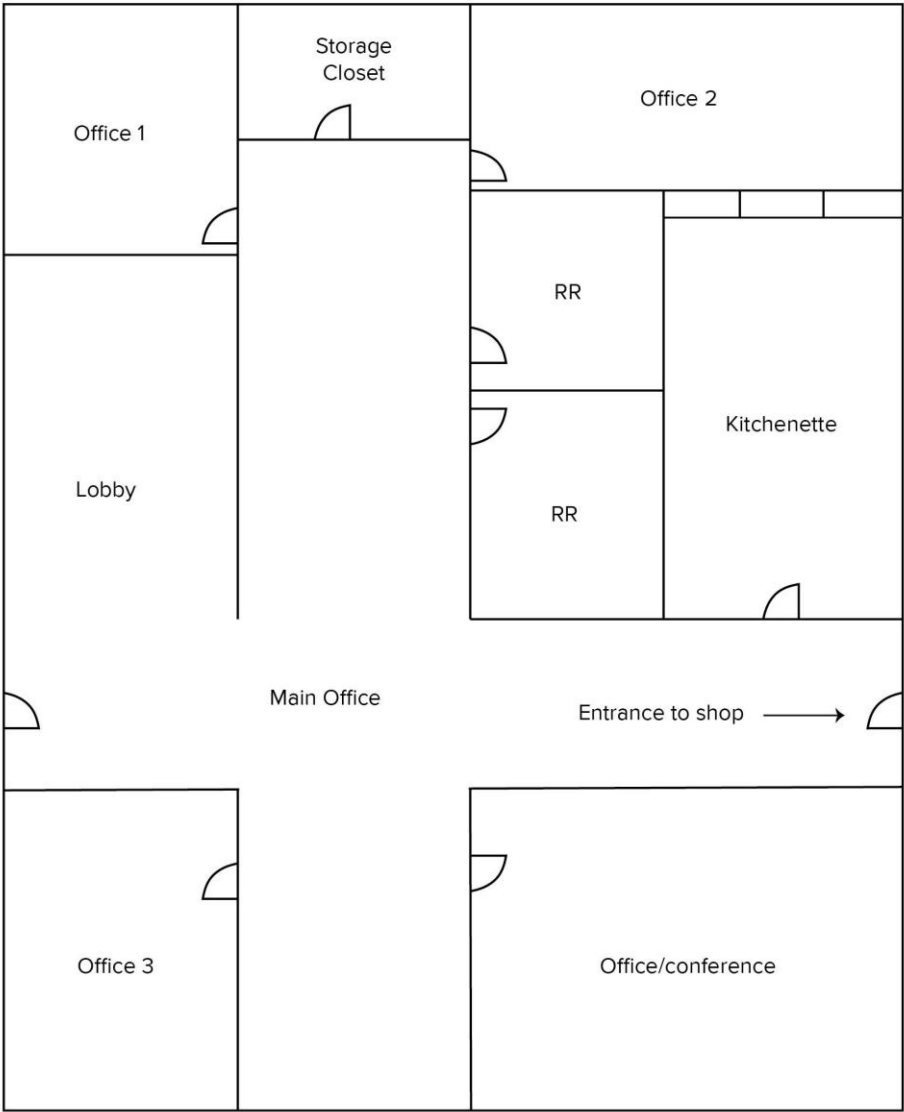 Storage
Closet
Office 1
Office 2
RR
Kitchenette
Lobby
RR
Main Office
Entrance to shop
Office 3
Office/conference